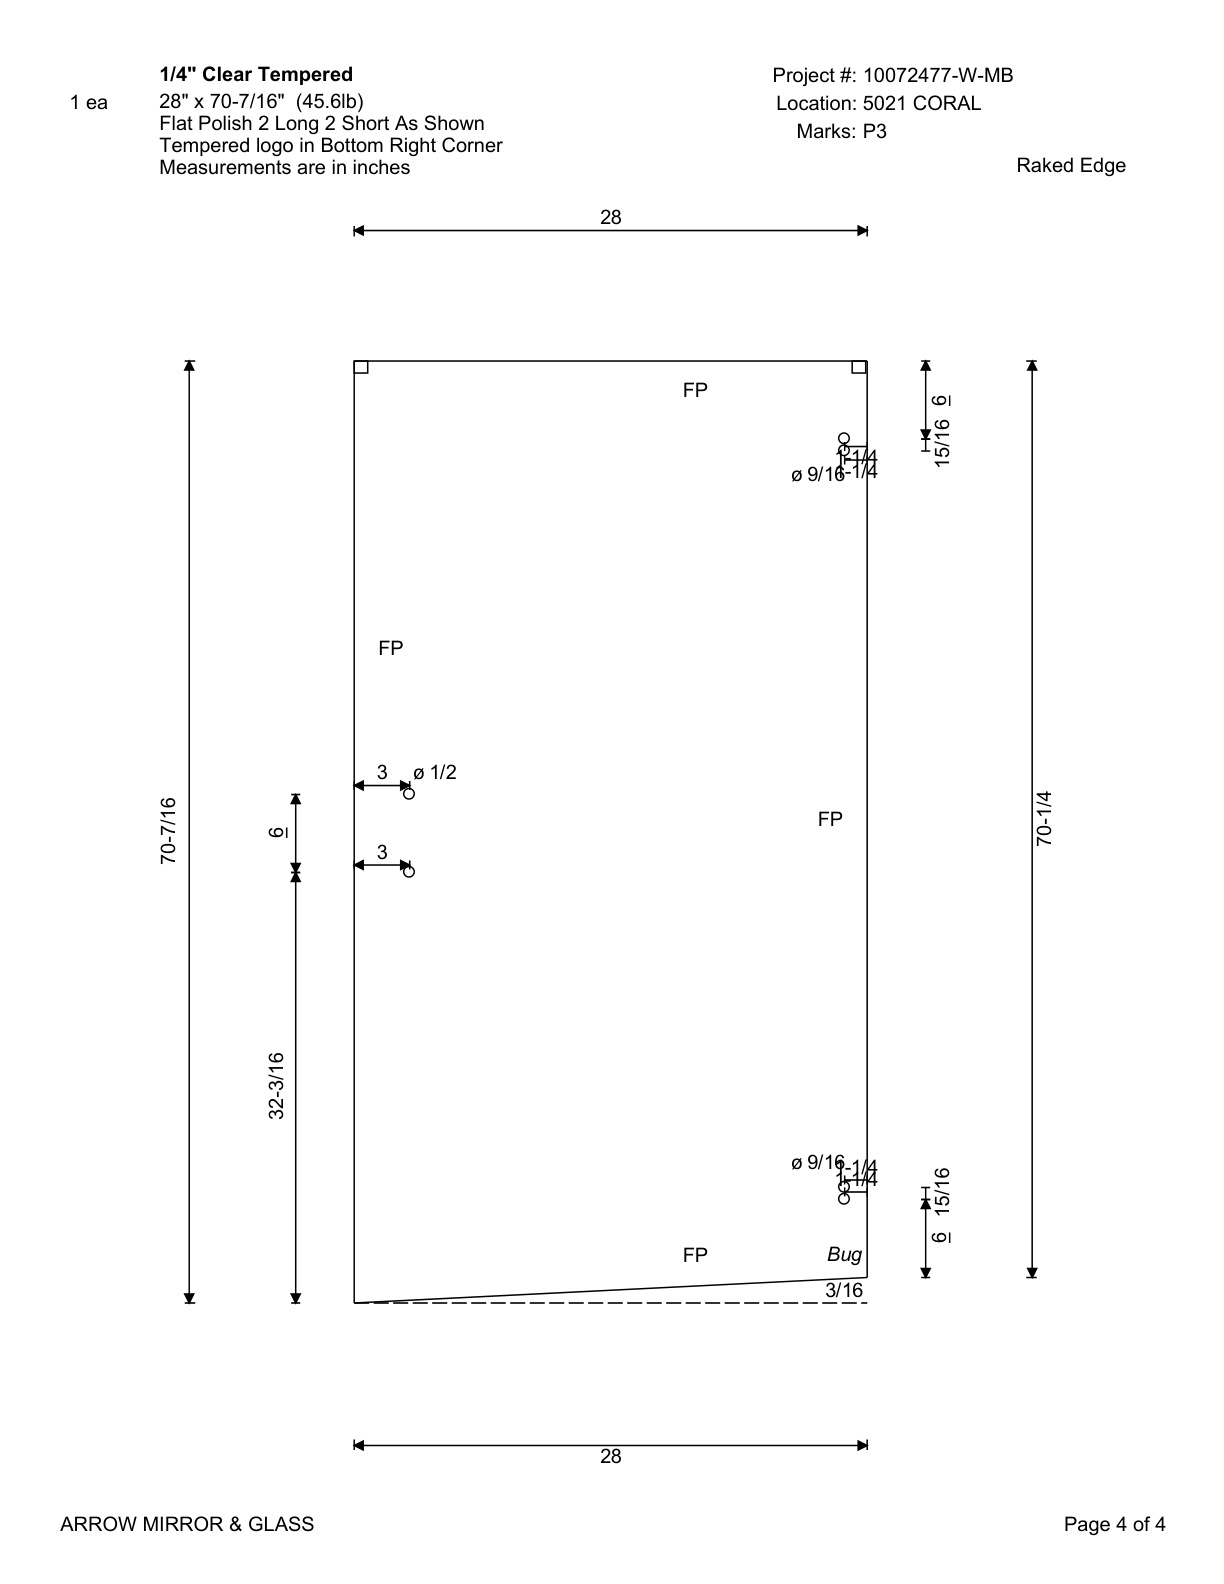 1/4" Clear Tempered
1 ea
28" x 70-7/16" (45.6lb)
Flat Polish 2 Long 2 Short As Shown
Tempered logo in Bottom Right Corner
Measurements are in inches
Project #: 10072477-W-MB
Location: 5021 CORAL
Marks: P3
Raked Edge
28
FP
6
15/16
1-1/4
1-1/4
ø 9/16
FP
3
ø 1/2
70-7/16
6
FP
70-1/4
3
32-3/16
ø 9/16
1-1/4
1-1/4
15/16
6
FP
Bug
3/16
28
ARROW MIRROR & GLASS
Page 4 of 4